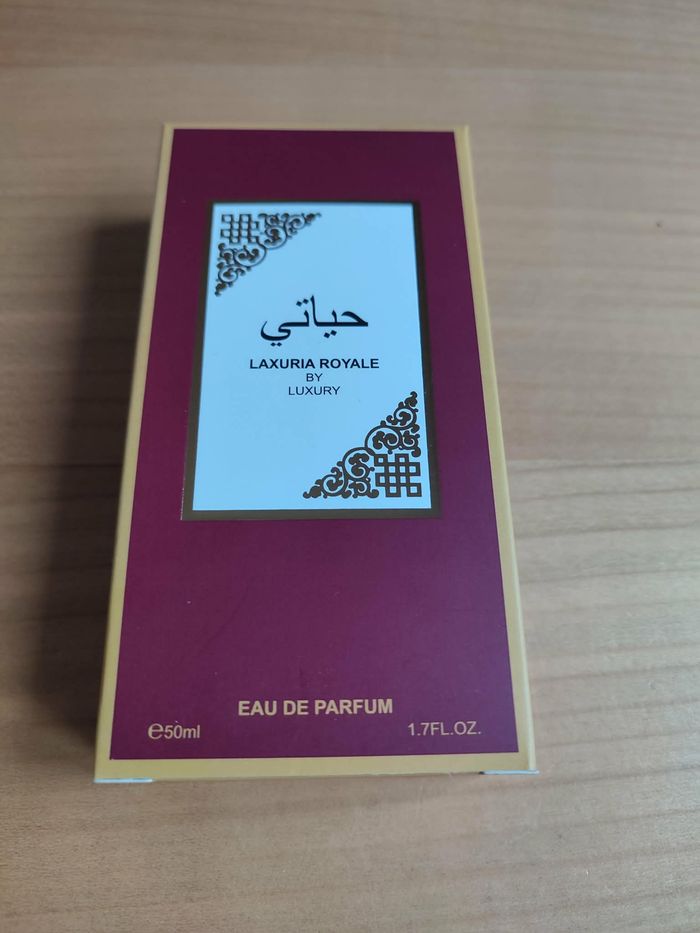 حياتي
LAXURIA ROYALE
BY
LUXURY
EAU DE PARFUM
℮50ml 1.7FL.OZ.